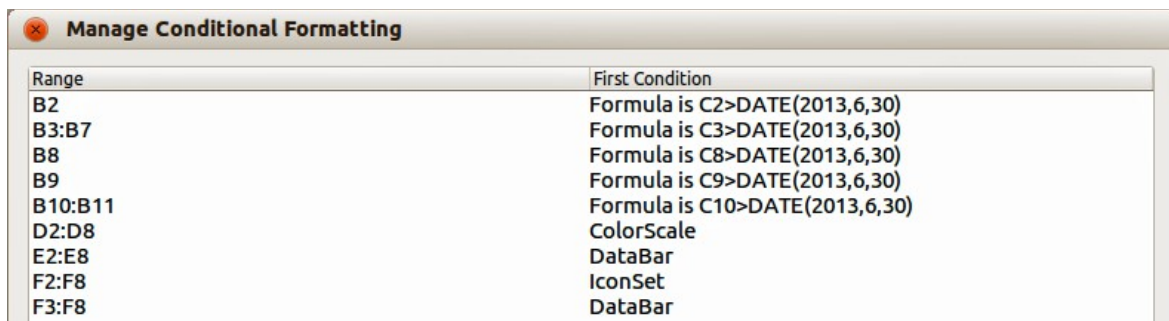 Manage Conditional Formatting
Range First Condition
B2 Formula is C2>DATE(2013,6,30)
B3:B7 Formula is C3>DATE(2013,6,30)
B8 Formula is C8>DATE(2013,6,30)
B9 Formula is C9>DATE(2013,6,30)
B10:B11 Formula is C10>DATE(2013,6,30)
D2:D8 ColorScale
E2:E8 DataBar
F2:F8 IconSet
F3:F8 DataBar